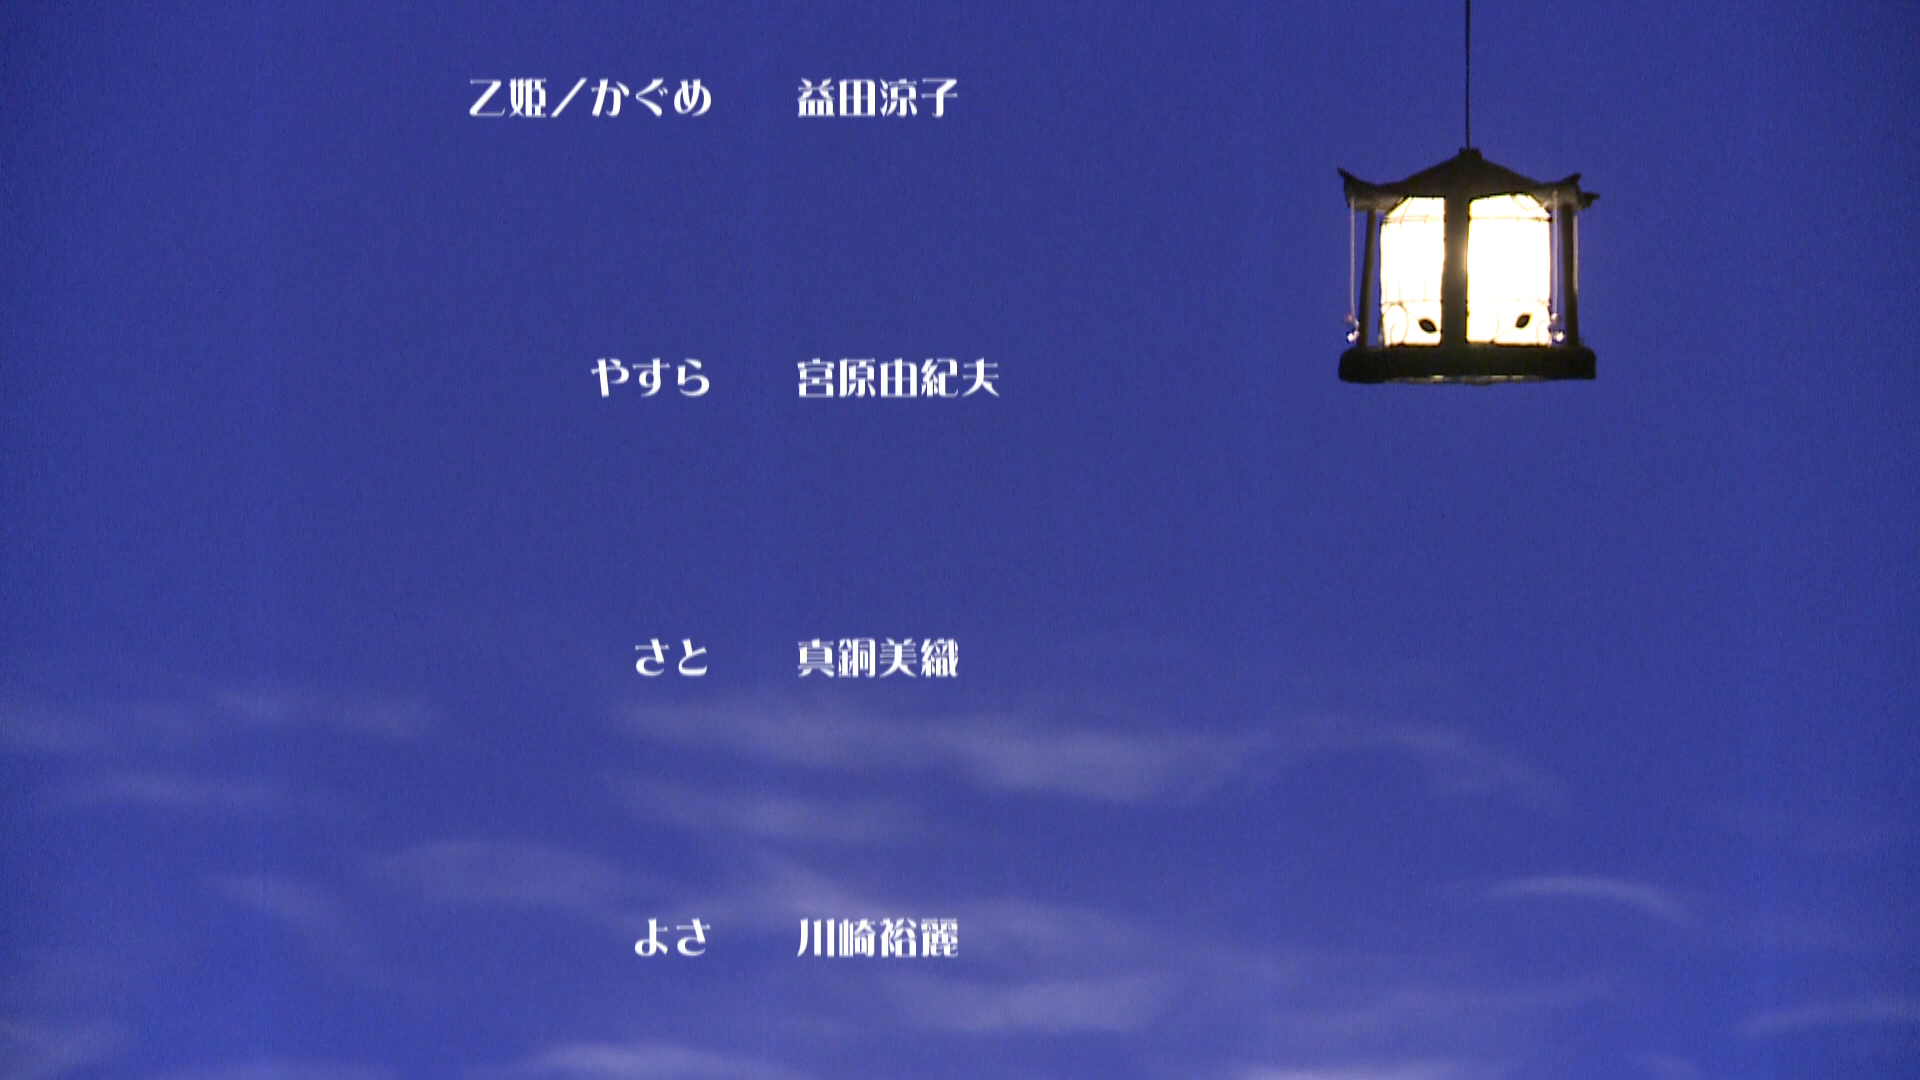 乙姫／かぐめ　　益田涼子
やすら　　宮原由紀夫
さと　　真銅美織
よさ　　川崎裕麗